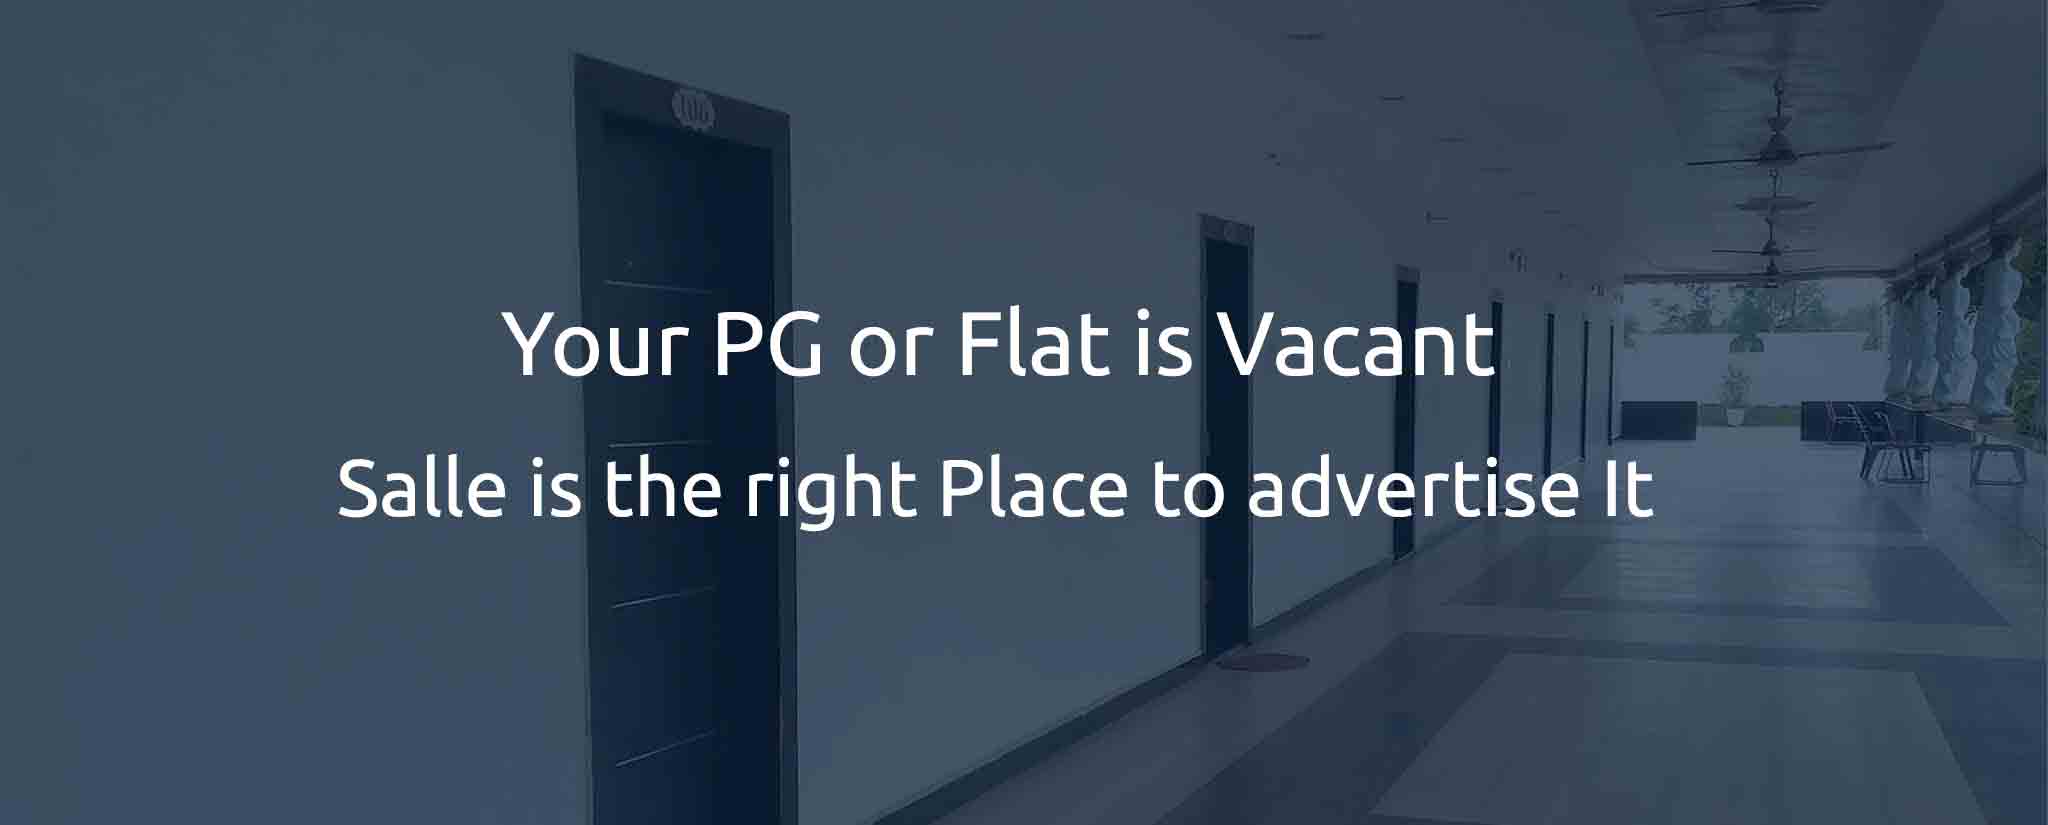 Your PG or Flat is Vacant
Salle is the right Place to advertise It